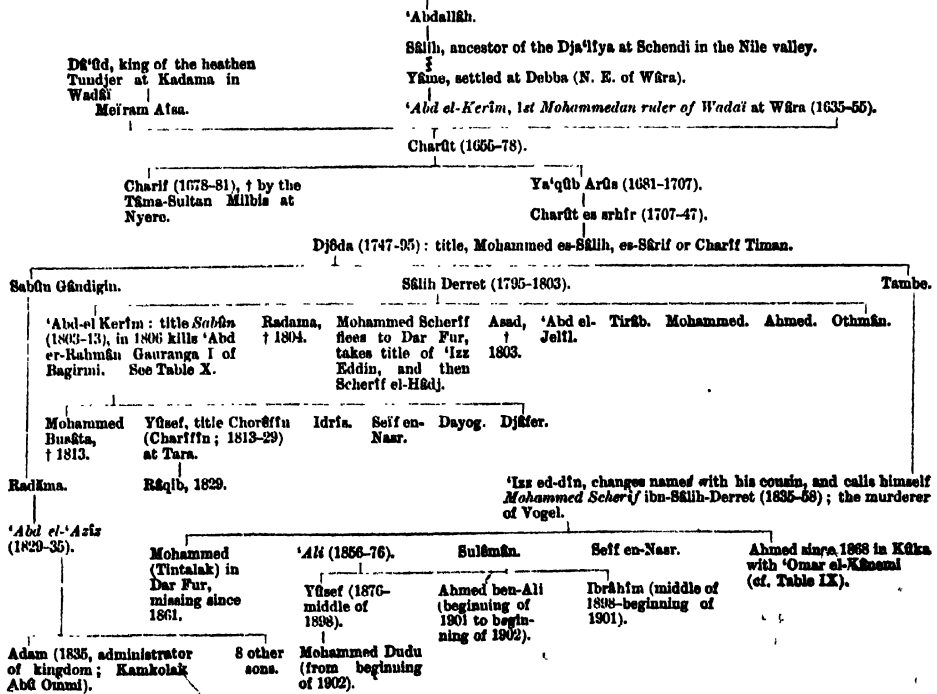 ‘Abdallâh.
Sâlih, ancestor of the Dja‘lîya at Schendi in the Nile valley.
Dâ‘ûd, king of the heathen
Tundjer at Kadama in
Wadâï
Yâme, settled at Debba (N. E. of Wâra).
Meïram Aîsa.
‘Abd el-Kerîm, 1st Mohammedan ruler of Wadaï at Wâra (1635–55).
Charût (1655–78).
Charif (1678–81), † by the
Tâma-Sultan Milbis at
Nyere.
Ya‘qûb Arûs (1681–1707).
Charût es srhîr (1707–47).
Djôda (1747-95): title, Mohammed es-Sâlih, es-Sârif or Charîf Timan.
Sabûn Gândigin.
Sâlih Derret (1795–1803).
Tambe.
‘Abd-el Kerîm: title Sabûn
(1803–13), in 1806 kills ‘Abd
er-Rahmân Gauranga I of
Bagirmi. See Table X.
Radama,
† 1804.
Mohammed Scherîf
flees to Dar Fur,
takes title of ‘Izz
Eddin, and then
Scherîf el-Hâdj.
Asad,
†
1803.
‘Abd el-
Jelîl.
Tirâb.
Mohammed.
Ahmed.
Othmân.
Mohammed
Busâta,
† 1813.
Yûsef, title Chorêfîn
(Charîfîn; 1813–29)
at Tara.
Idrîs.
Seïf en-
Nasr.
Dayog.
Djâfer.
Radâma.
Râqib, 1829.
‘Izz ed-dîn, changes names with his cousin, and calls himself
Mohammed Scherîf ibn-Sâlih-Derret (1835–58); the murderer
of Vogel.
‘Abd el-‘Azîz
(1829–35).
Mohammed
(Tintalak) in
Dar Fur,
missing since
1861.
‘Ali (1856–76).
Sulêmân.
Seîf en-Nasr.
Ahmed since 1868 in Kûka
with ‘Omar el-Kânemi
(cf. Table IX).
Yûsef (1876–
middle of
1898).
Ahmed ben-Ali
(beginning of
1901 to begin-
ning of 1902).
Ibrâhîm (middle of
1898–beginning of
1901).
Adam (1835, administrator
of kingdom; Kamkolak
Abû Ommi).
8 other
sons.
Mohammed Dudu
(from beginning
of 1902).